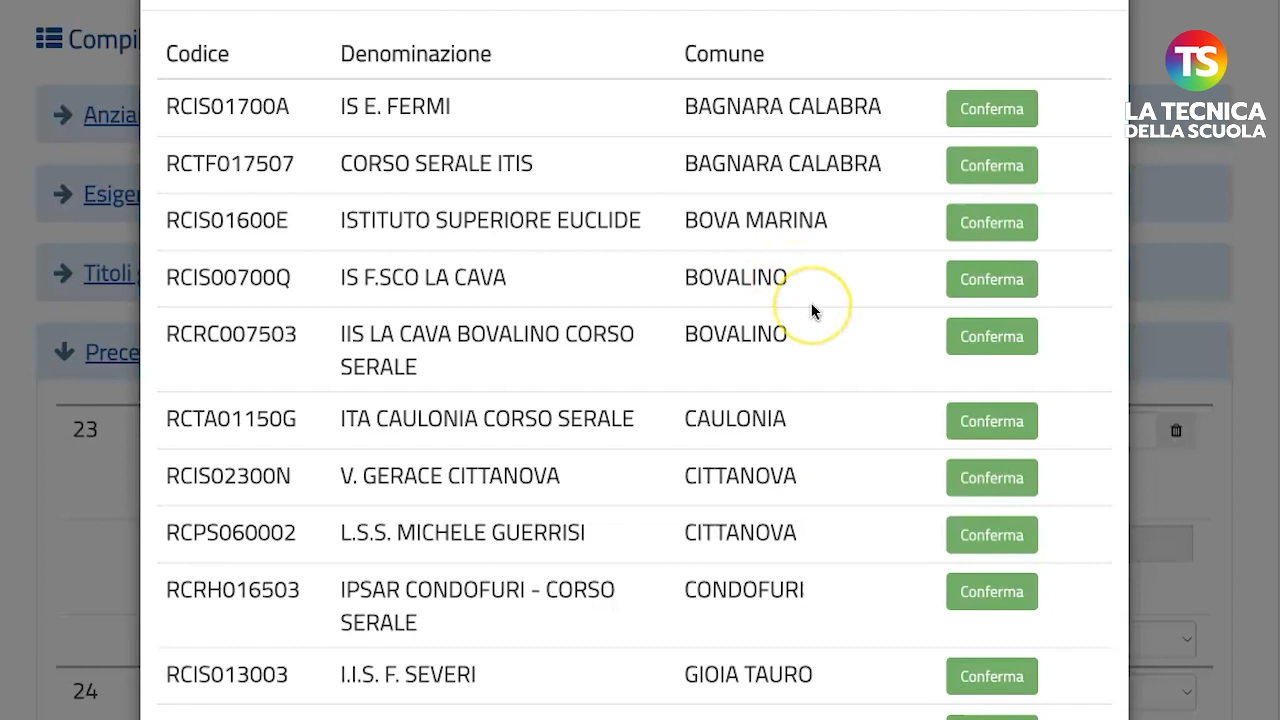 Compi
Codice Denominazione Comune
TS
LA TECNICA
DELLA SCUOLA
Anzia
RCIS01700A IS E. FERMI BAGNARA CALABRA Conferma
RCTF017507 CORSO SERALE ITIS BAGNARA CALABRA Conferma
Esige
RCIS01600E ISTITUTO SUPERIORE EUCLIDE BOVA MARINA Conferma
Titoli
RCIS00700Q IS F.SCO LA CAVA BOVALINO Conferma
Prece
RCRC007503 IIS LA CAVA BOVALINO CORSO BOVALINO Conferma
SERALE
23
RCTA01150G ITA CAULONIA CORSO SERALE CAULONIA Conferma
RCIS02300N V. GERACE CITTANOVA CITTANOVA Conferma
RCPS060002 L.S.S. MICHELE GUERRISI CITTANOVA Conferma
RCRH016503 IPSAR CONDOFURI - CORSO CONDOFURI Conferma
SERALE
24
RCIS013003 I.I.S. F. SEVERI GIOIA TAURO Conferma